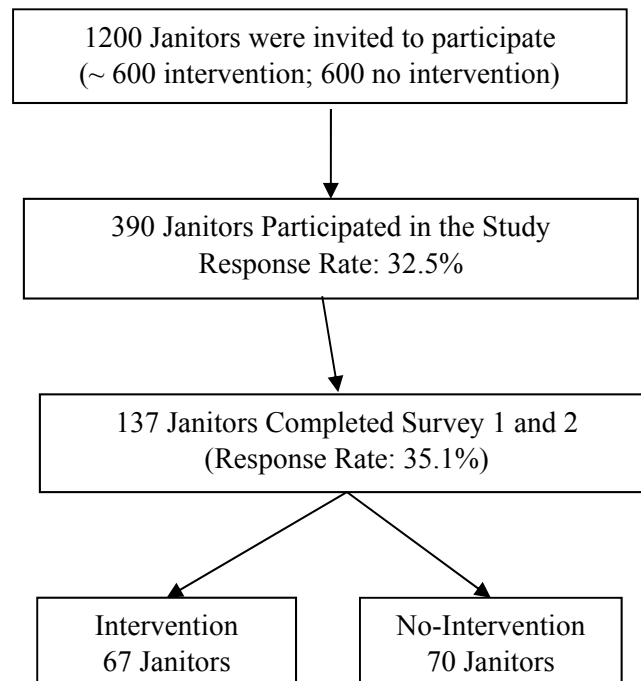 1200 Janitors were invited to participate
(~ 600 intervention; 600 no intervention)
390 Janitors Participated in the Study
Response Rate: 32.5%
137 Janitors Completed Survey 1 and 2
(Response Rate: 35.1%)
Intervention
67 Janitors
No-Intervention
70 Janitors